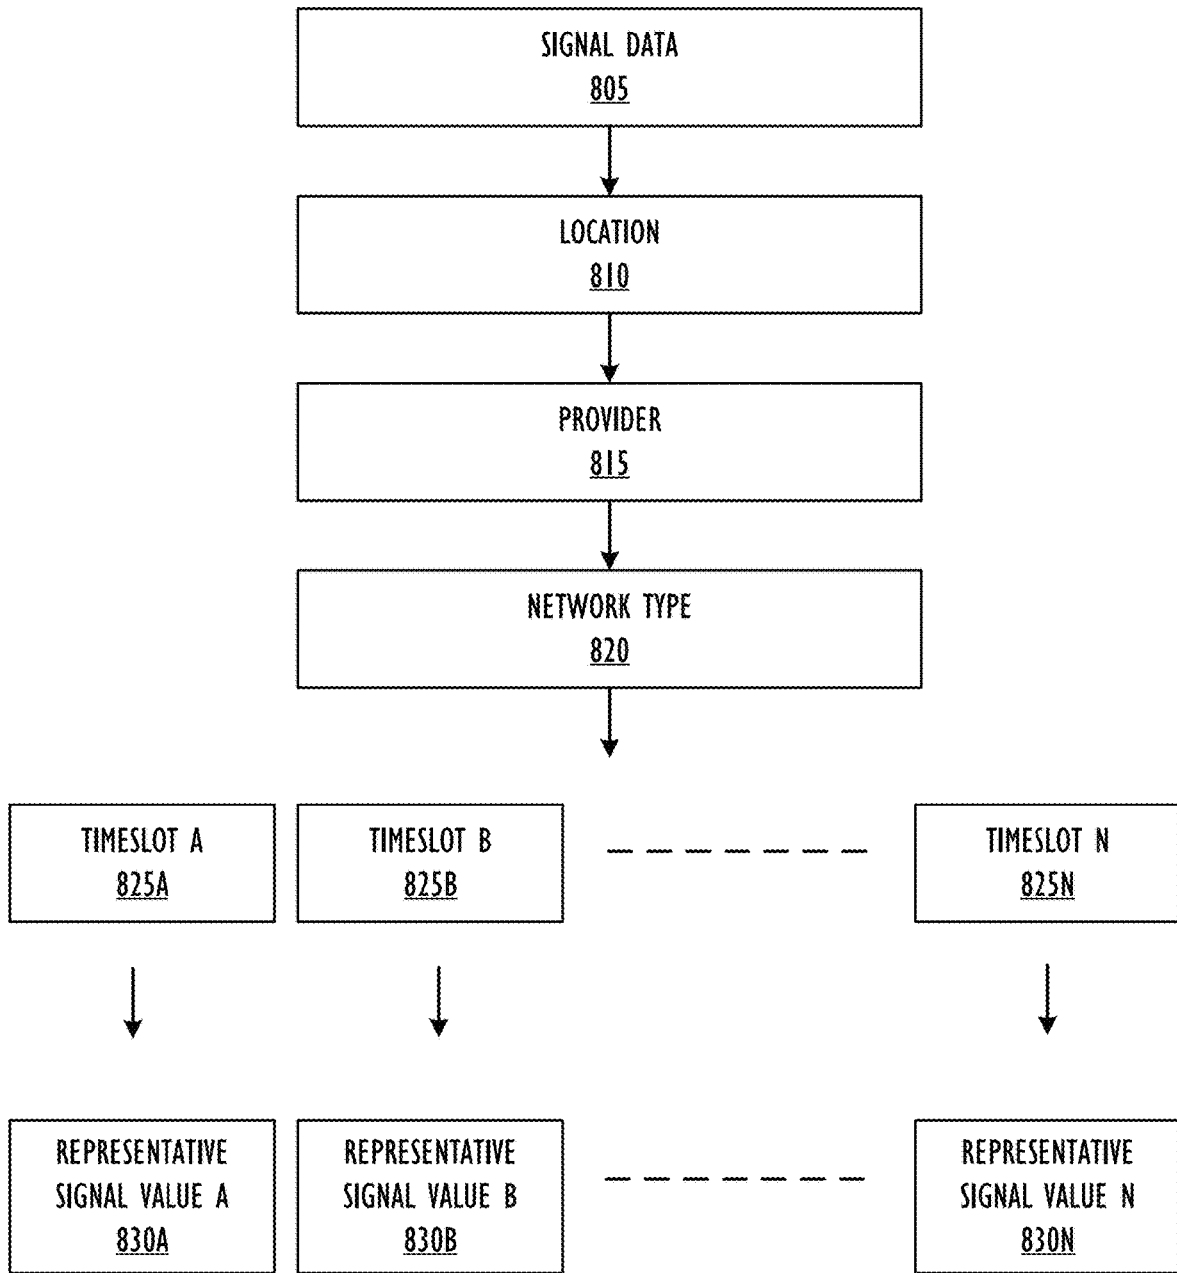 SIGNAL DATA
805
LOCATION
810
PROVIDER
815
NETWORK TYPE
820
TIMESLOT A
825A
TIMESLOT B
825B
TIMESLOT N
825N
REPRESENTATIVE
SIGNAL VALUE A
830A
REPRESENTATIVE
SIGNAL VALUE B
830B
REPRESENTATIVE
SIGNAL VALUE N
830N